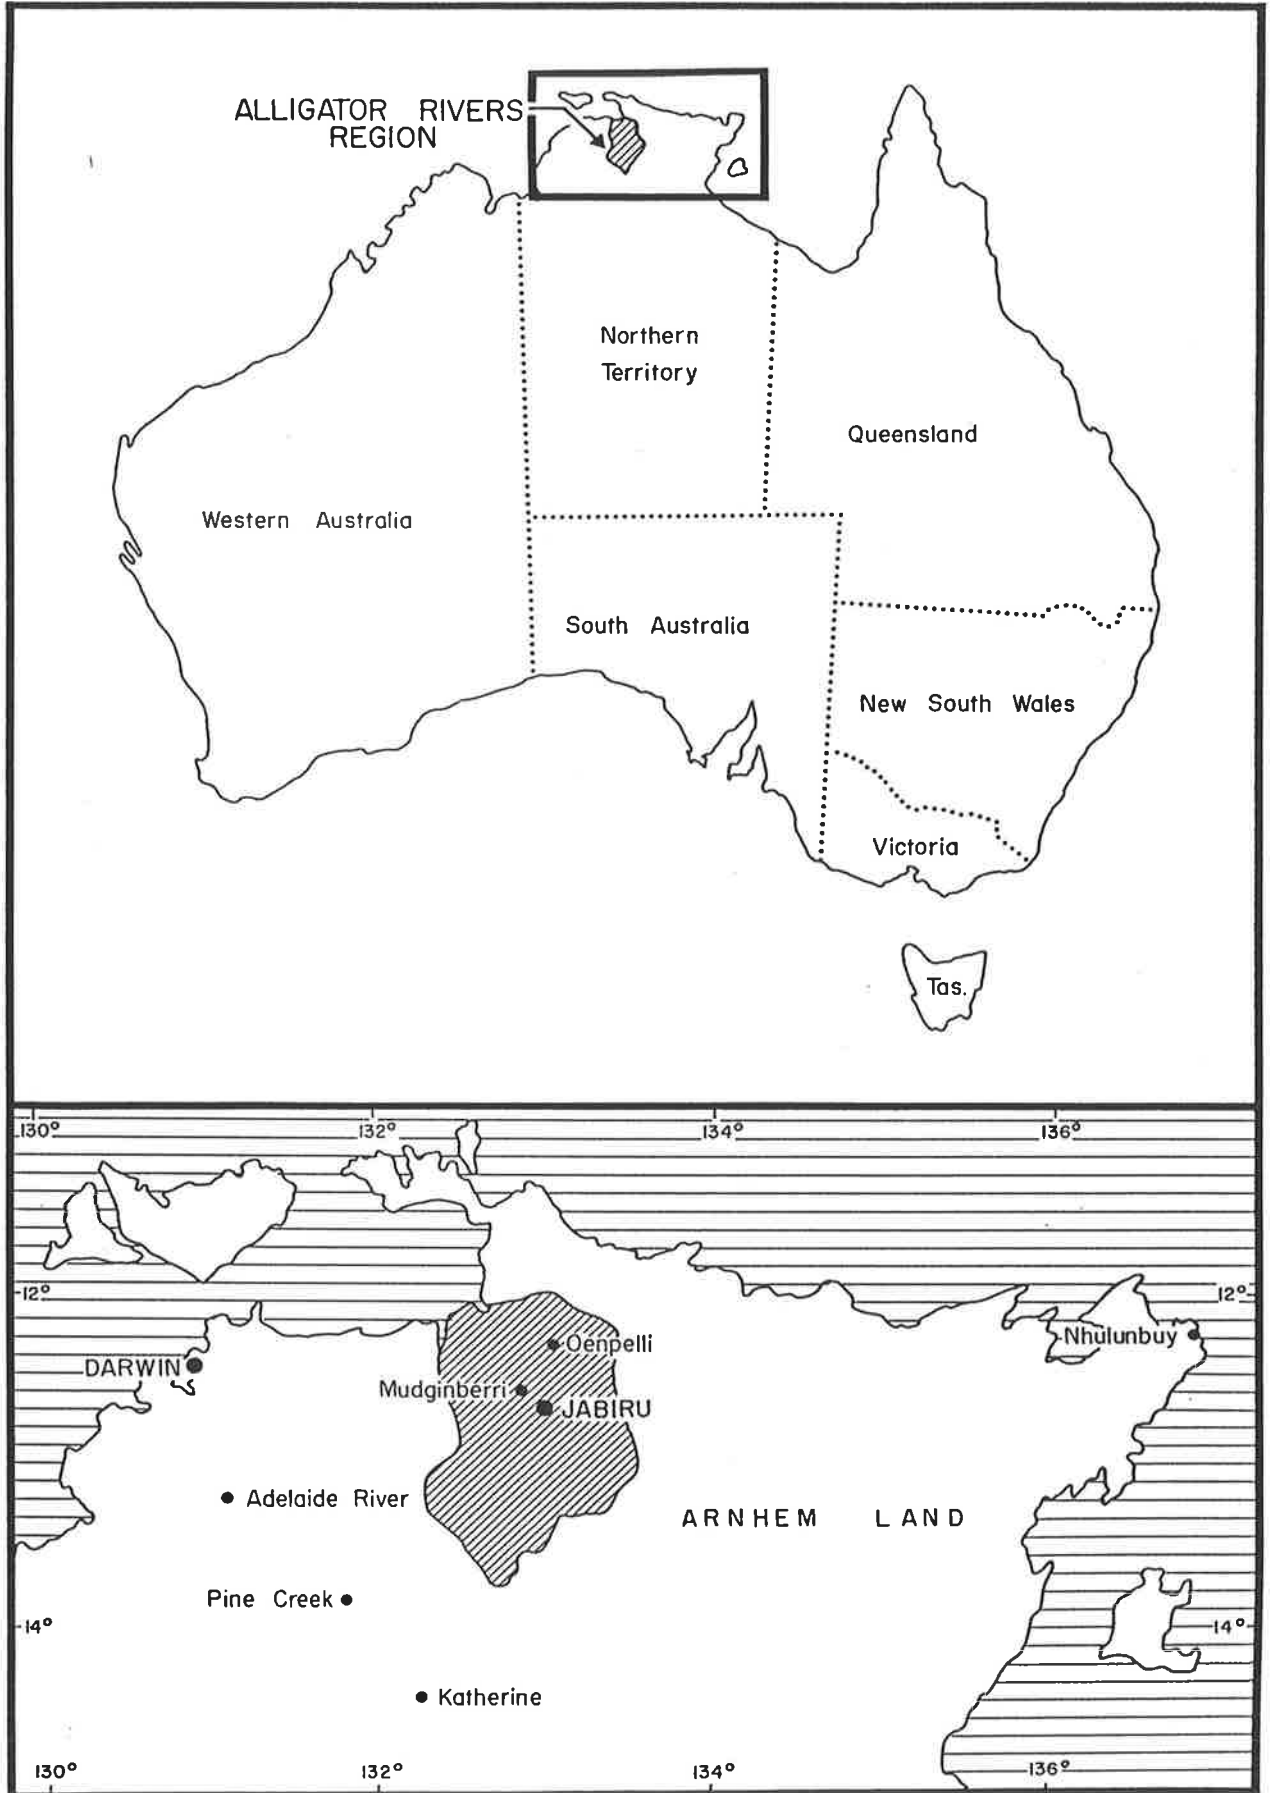 ALLIGATOR RIVERS
REGION
Northern
Territory
Queensland
Western Australia
South Australia
New South Wales
Victoria
Tas.
130° 132° 134° 136°
12° 12°
Oenpelli
Nhulunbuy
DARWIN
Mudginberri
JABIRU
Adelaide River
ARNHEM LAND
Pine Creek
14° 14°
Katherine
130° 132° 134° 136°